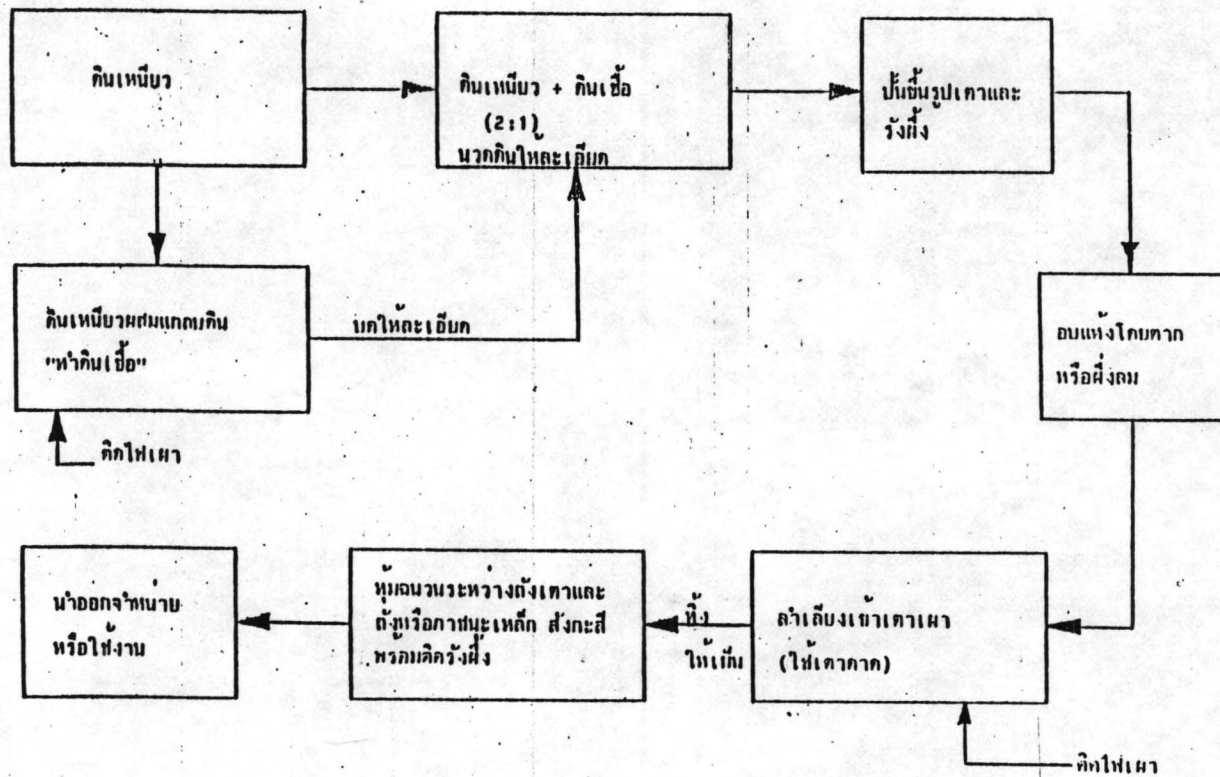 ดินเหนียว
ดินเหนียว + ดินเชื้อ
(2:1)
นวดดินให้ละเอียด
ปั้นขึ้นรูปเตาและ
รังผึ้ง
ดินเหนียวผสมแกลบดิน
"ทำดินเชื้อ"
บดให้ละเอียด
อบแห้งโดยตาก
หรือผึ่งลม
ติดไฟเผา
นำออกจำหน่าย
หรือใช้งาน
หุ้มฉนวนระหว่างถังเตาและ
ถังหรือภาชนะเหล็ก สังกะสี
พร้อมติดรังผึ้ง
ทิ้ง
ให้เย็น
ลำเลียงเข้าเตาเผา
(ใช้เตาลาด)
ติดไฟเผา